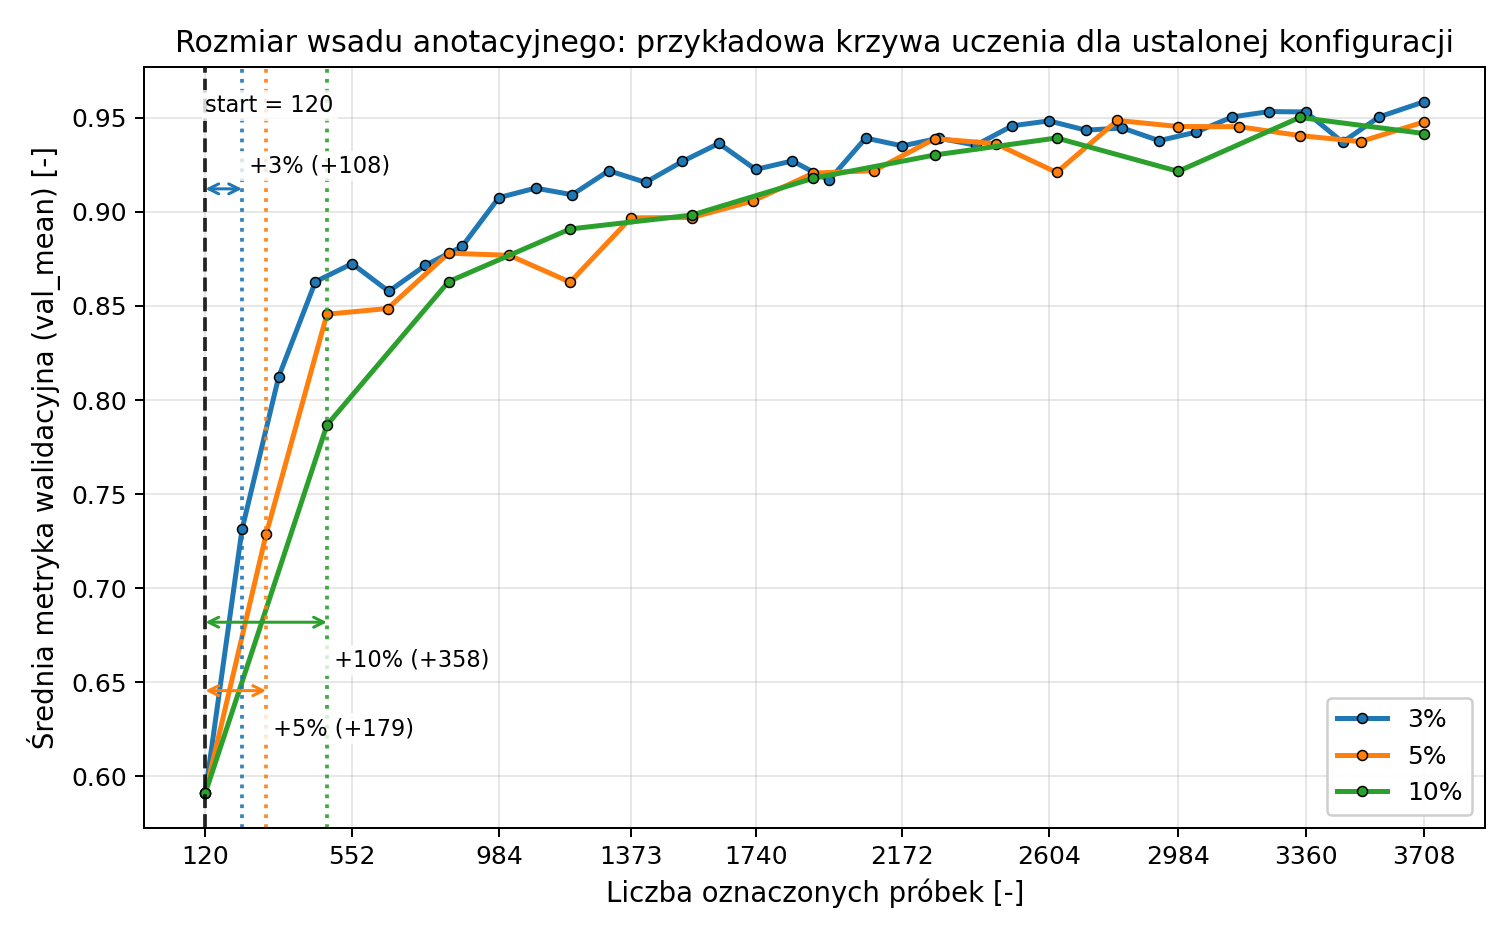 Rozmiar wsadu anotacyjnego: przykładowa krzywa uczenia dla ustalonej konfiguracji
Średnia metryka walidacyjna (val_mean) [-]
0.95
0.90
0.85
0.80
0.75
0.70
0.65
0.60
start = 120
+3% (+108)
+10% (+358)
+5% (+179)
3%
5%
10%
120 552 984 1373 1740 2172 2604 2984 3360 3708
Liczba oznaczonych próbek [-]